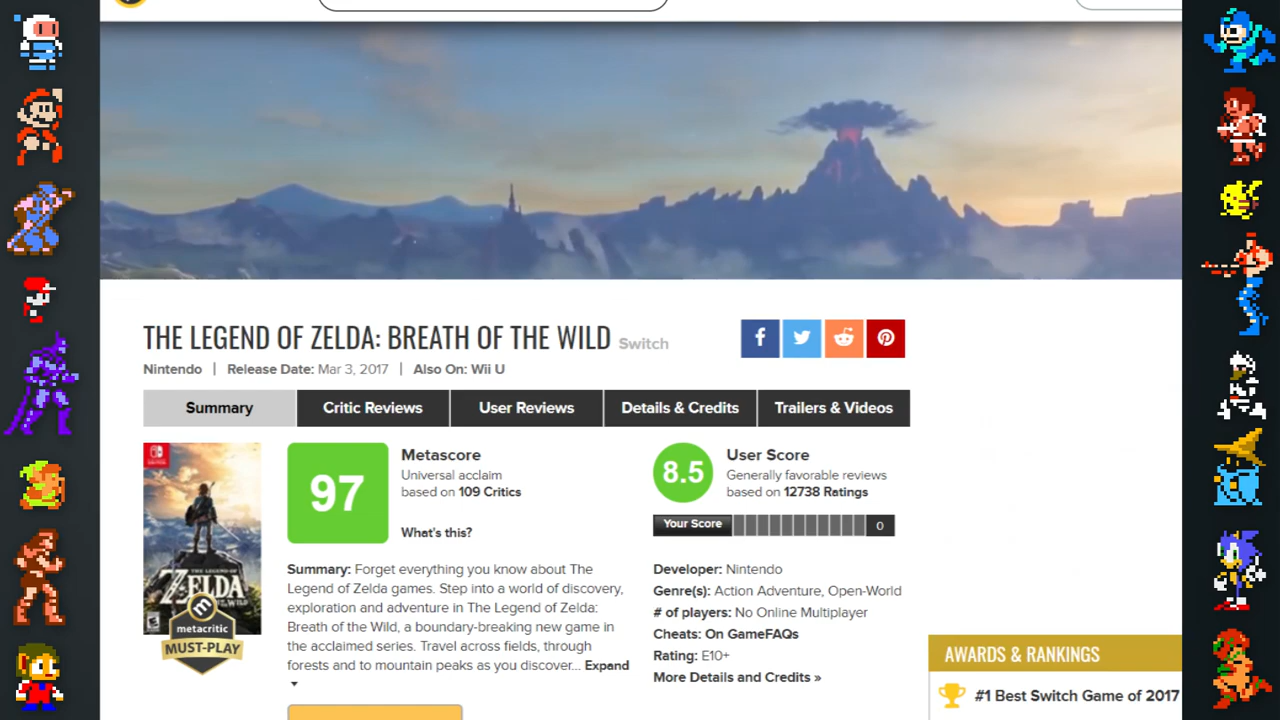 THE LEGEND OF ZELDA: BREATH OF THE WILD Switch
Nintendo | Release Date: Mar 3, 2017 | Also On: Wii U
Summary
Critic Reviews
User Reviews
Details & Credits
Trailers & Videos
97
Metascore
Universal acclaim
based on 109 Critics
What's this?
Summary: Forget everything you know about The
Legend of Zelda games. Step into a world of discovery,
exploration and adventure in The Legend of Zelda:
Breath of the Wild, a boundary-breaking new game in
the acclaimed series. Travel across fields, through
forests and to mountain peaks as you discover... Expand
8.5
User Score
Generally favorable reviews
based on 12738 Ratings
Your Score
0
Developer: Nintendo
Genre(s): Action Adventure, Open-World
# of players: No Online Multiplayer
Cheats: On GameFAQs
Rating: E10+
More Details and Credits »
THE LEGEND OF
ZELDA
metacritic
MUST-PLAY
AWARDS & RANKINGS
#1 Best Switch Game of 2017